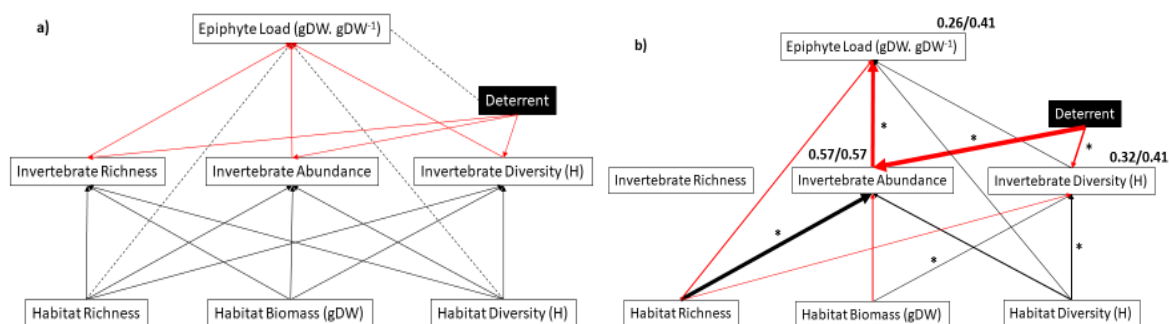 a)
Epiphyte Load (gDW. gDW⁻¹)
Deterrent
Invertebrate Richness
Invertebrate Abundance
Invertebrate Diversity (H)
Habitat Richness
Habitat Biomass (gDW)
Habitat Diversity (H)
b)
0.26/0.41
Epiphyte Load (gDW. gDW⁻¹)
Deterrent
*
*
*
0.57/0.57
0.32/0.41
Invertebrate Richness
Invertebrate Abundance
Invertebrate Diversity (H)
*
*
*
Habitat Richness
Habitat Biomass (gDW)
Habitat Diversity (H)